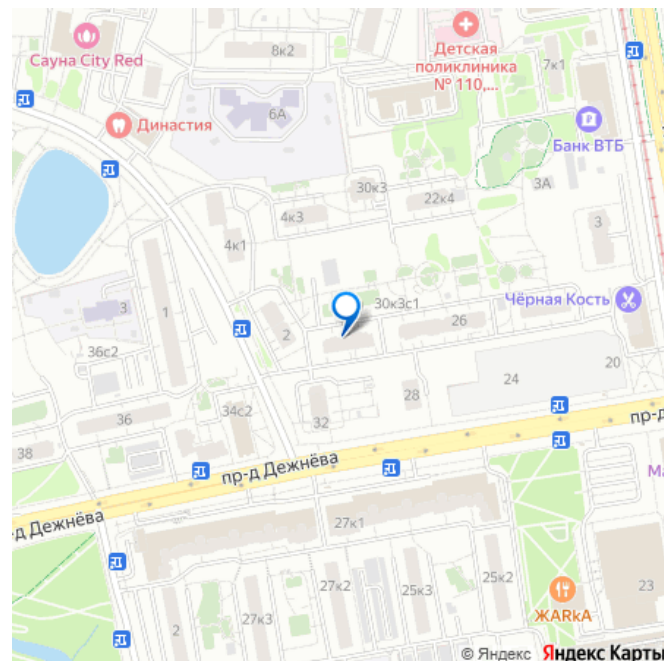 8к2
Детская
поликлиника
№ 110,...
7к1
Сауна City Red
6А
Династия
Банк ВТБ
30к3
22к4
3А
4к3
3
4к1
30к3с1
Чёрная Кость
3
1
2
26
36с2
20
24
28
36
34с2
32
38
пр-д Дежнёва
пр-д
-д Дежнёва
Ма
27к1
27к2
25к3
25к2
23
ЖАRкА
2
27к3
© Яндекс Яндекс Карты